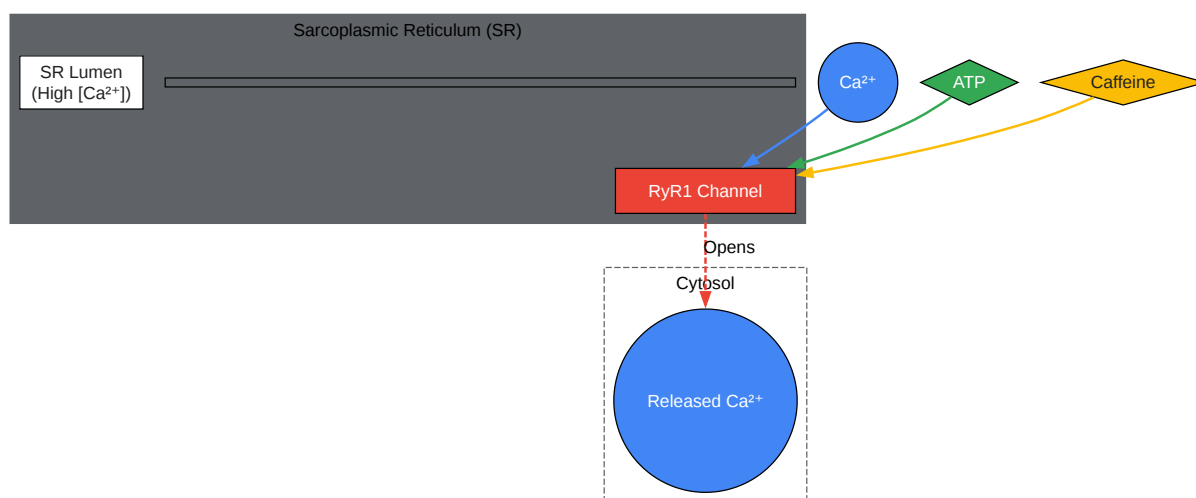 Sarcoplasmic Reticulum (SR)
SR Lumen
(High [Ca²⁺])
Ca²⁺
ATP
Caffeine
RyR1 Channel
Opens
Cytosol
Released Ca²⁺